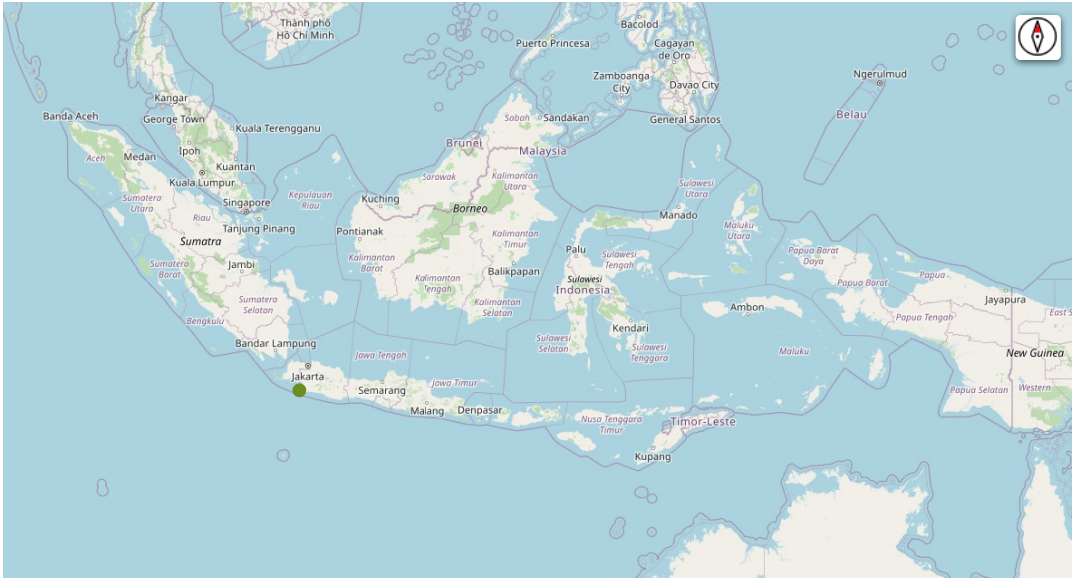 Thành phố
Hồ Chí Minh
Bacolod
Puerto Princesa
Cagayan
de Oro
Zamboanga
City
Davao City
Ngerulmud
Kangar
Banda Aceh
George Town
Kuala Terengganu
General Santos
Belau
Sabah
Sandakan
Brunei
Malaysia
Ipoh
Aceh
Medan
Kuantan
Kuala Lumpur
Sarawak
Kalimantan
Utara
Sulawesi
Utara
Sumatera
Utara
Kepulauan
Riau
Kuching
Singapore
Borneo
Manado
Riau
Tanjung Pinang
Pontianak
Maluku
Utara
Sumatra
Kalimantan
Timur
Palu
Papua Barat
Daya
Sumatera
Barat
Jambi
Kalimantan
Barat
Sulawesi
Tengah
Balikpapan
Sulawesi
Indonesia
Kalimantan
Tengah
Papua
Papua Barat
Sumatera
Selatan
Kalimantan
Selatan
Ambon
Jayapura
Bengkulu
Papua Tengah
East S
Kendari
Bandar Lampung
Sulawesi
Selatan
Sulawesi
Tenggara
Maluku
New Guinea
Jawa Tengah
Jakarta
Semarang
Jawa Timur
Papua Selatan
Western
Malang
Denpasar
Nusa Tenggara
Timur
Timor-Leste
Kupang